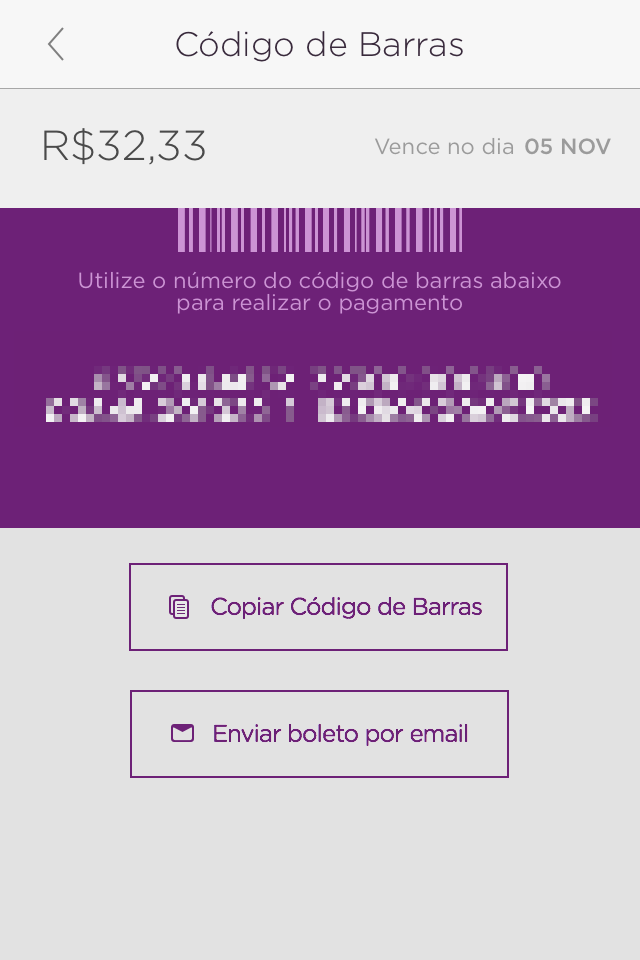 Código de Barras
R$32,33
Vence no dia 05 NOV
Utilize o número do código de barras abaixo
para realizar o pagamento
Copiar Código de Barras
Enviar boleto por email